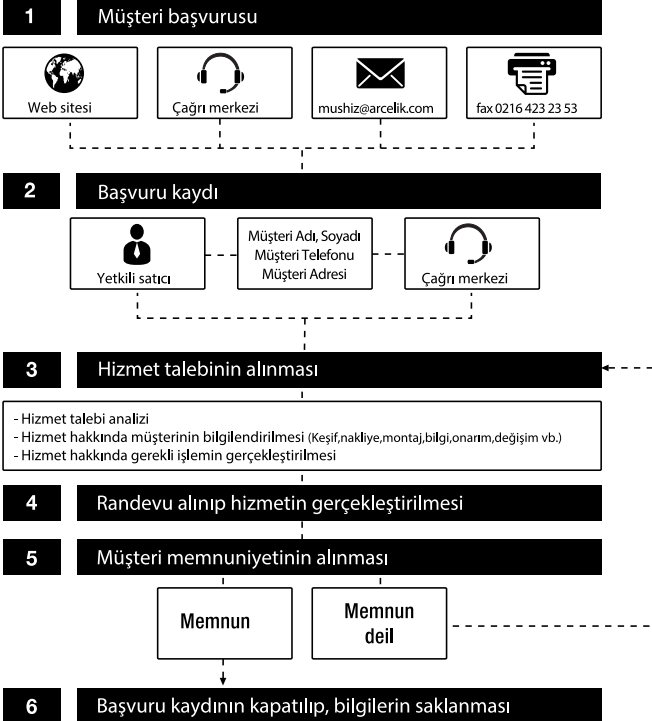 1 Müşteri başvurusu
Web sitesi
Çağrı merkezi
mushiz@arcelik.com
fax 0216 423 23 53
2 Başvuru kaydı
Yetkili satıcı
Müşteri Adı, Soyadı
Müşteri Telefonu
Müşteri Adresi
Çağrı merkezi
3 Hizmet talebinin alınması
- Hizmet talebi analizi
- Hizmet hakkında müşterinin bilgilendirilmesi (Keşif,nakliye,montaj,bilgi,onarım,değişim vb.)
- Hizmet hakkında gerekli işlemin gerçekleştirilmesi
4 Randevu alınıp hizmetin gerçekleştirilmesi
5 Müşteri memnuniyetinin alınması
Memnun
Memnun
deil
6 Başvuru kaydının kapatılıp, bilgilerin saklanması